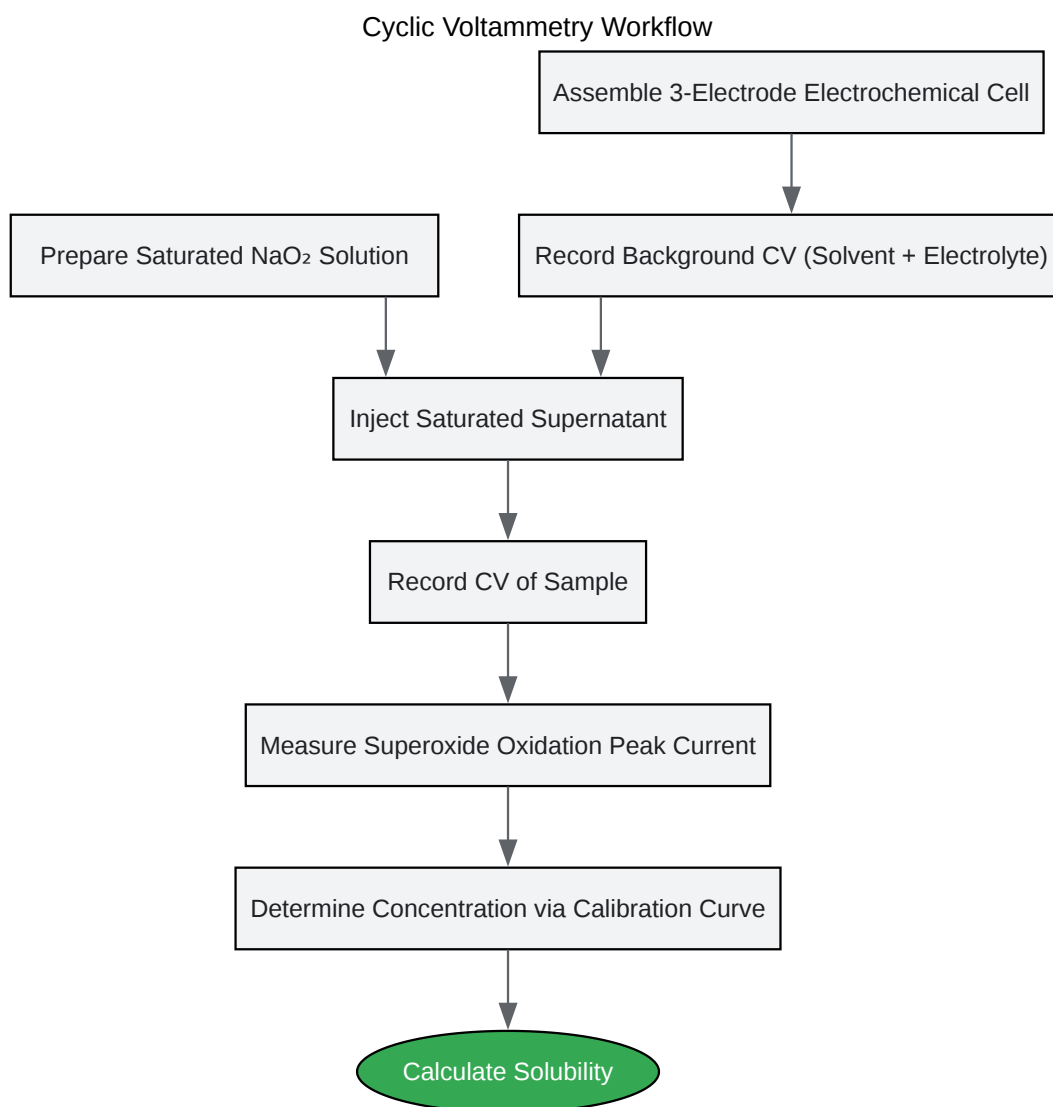 Cyclic Voltammetry Workflow
Assemble 3-Electrode Electrochemical Cell
Prepare Saturated NaO₂ Solution
Record Background CV (Solvent + Electrolyte)
Inject Saturated Supernatant
Record CV of Sample
Measure Superoxide Oxidation Peak Current
Determine Concentration via Calibration Curve
Calculate Solubility